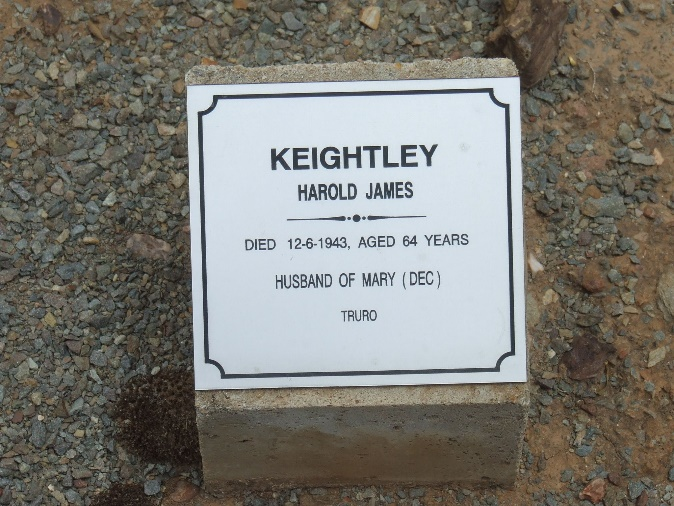 KEIGHTLEY
HAROLD JAMES
DIED 12-6-1943, AGED 64 YEARS
HUSBAND OF MARY (DEC)
TRURO